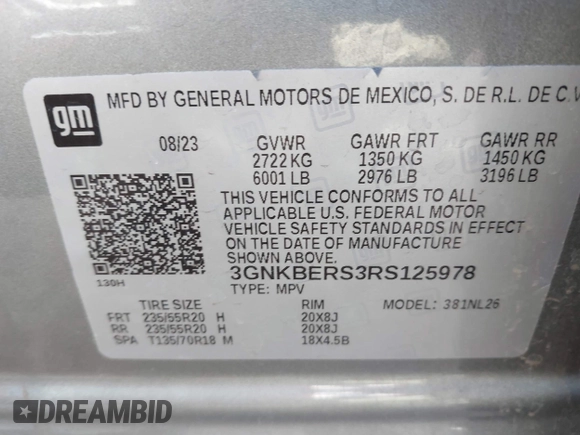 gm
MFD BY GENERAL MOTORS DE MEXICO, S. DE R.L. DE C.V
08/23 GVWR GAWR FRT GAWR RR
2722 KG 1350 KG 1450 KG
6001 LB 2976 LB 3196 LB
THIS VEHICLE CONFORMS TO ALL
APPLICABLE U.S. FEDERAL MOTOR
VEHICLE SAFETY STANDARDS IN EFFECT
ON THE DATE OF MANUFACTURE
SHOWN ABOVE.
3GNKBERS3RS125978
130H
TYPE: MPV
TIRE SIZE RIM MODEL: 381NL26
FRT 235/55R20 H 20X8J
RR 235/55R20 H 20X8J
SPA T135/70R18 M 18X4.5B
DREAMBID